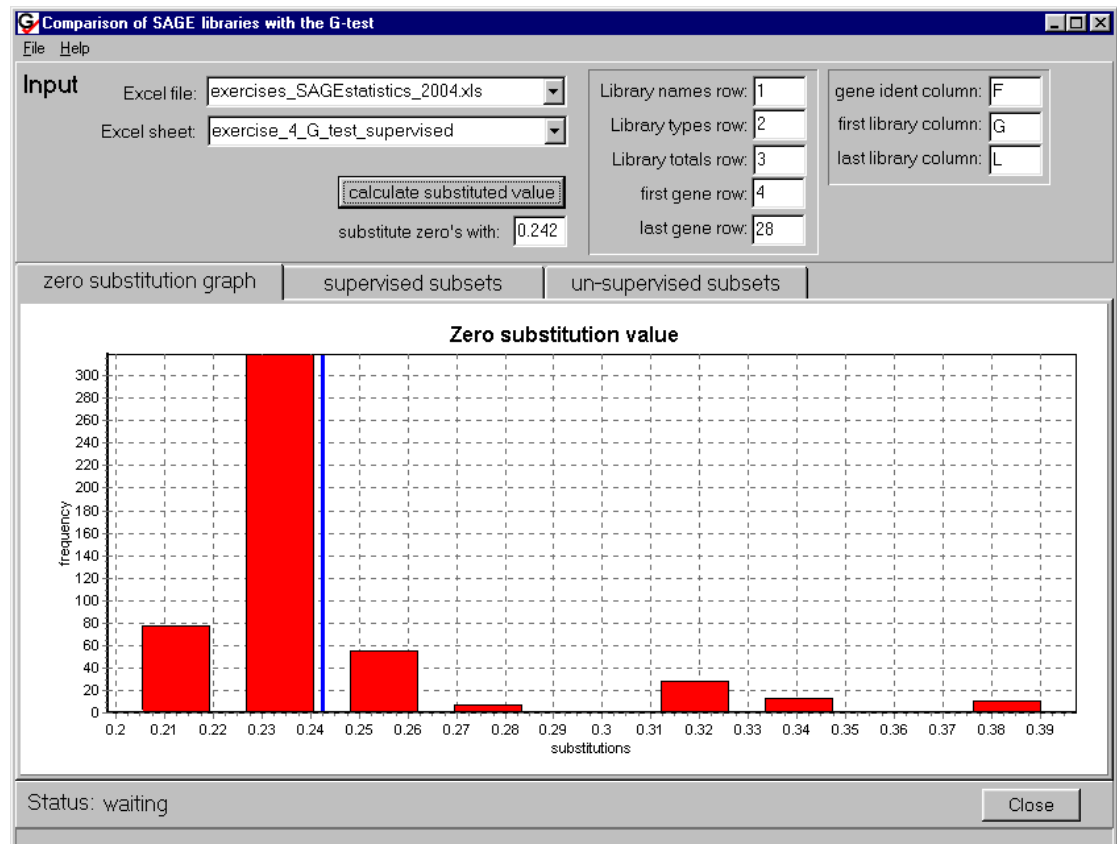 Comparison of SAGE libraries with the G-test
File Help
Input
Excel file: exercises_SAGEstatistics_2004.xls
Excel sheet: exercise_4_G_test_supervised
calculate substituted value
substitute zero's with: 0.242
Library names row: 1
Library types row: 2
Library totals row: 3
first gene row: 4
last gene row: 28
gene ident column: F
first library column: G
last library column: L
zero substitution graph
supervised subsets
un-supervised subsets
Zero substitution value
frequency
300
280
260
240
220
200
180
160
140
120
100
80
60
40
20
0
0.2 0.21 0.22 0.23 0.24 0.25 0.26 0.27 0.28 0.29 0.3 0.31 0.32 0.33 0.34 0.35 0.36 0.37 0.38 0.39
substitutions
Status: waiting
Close